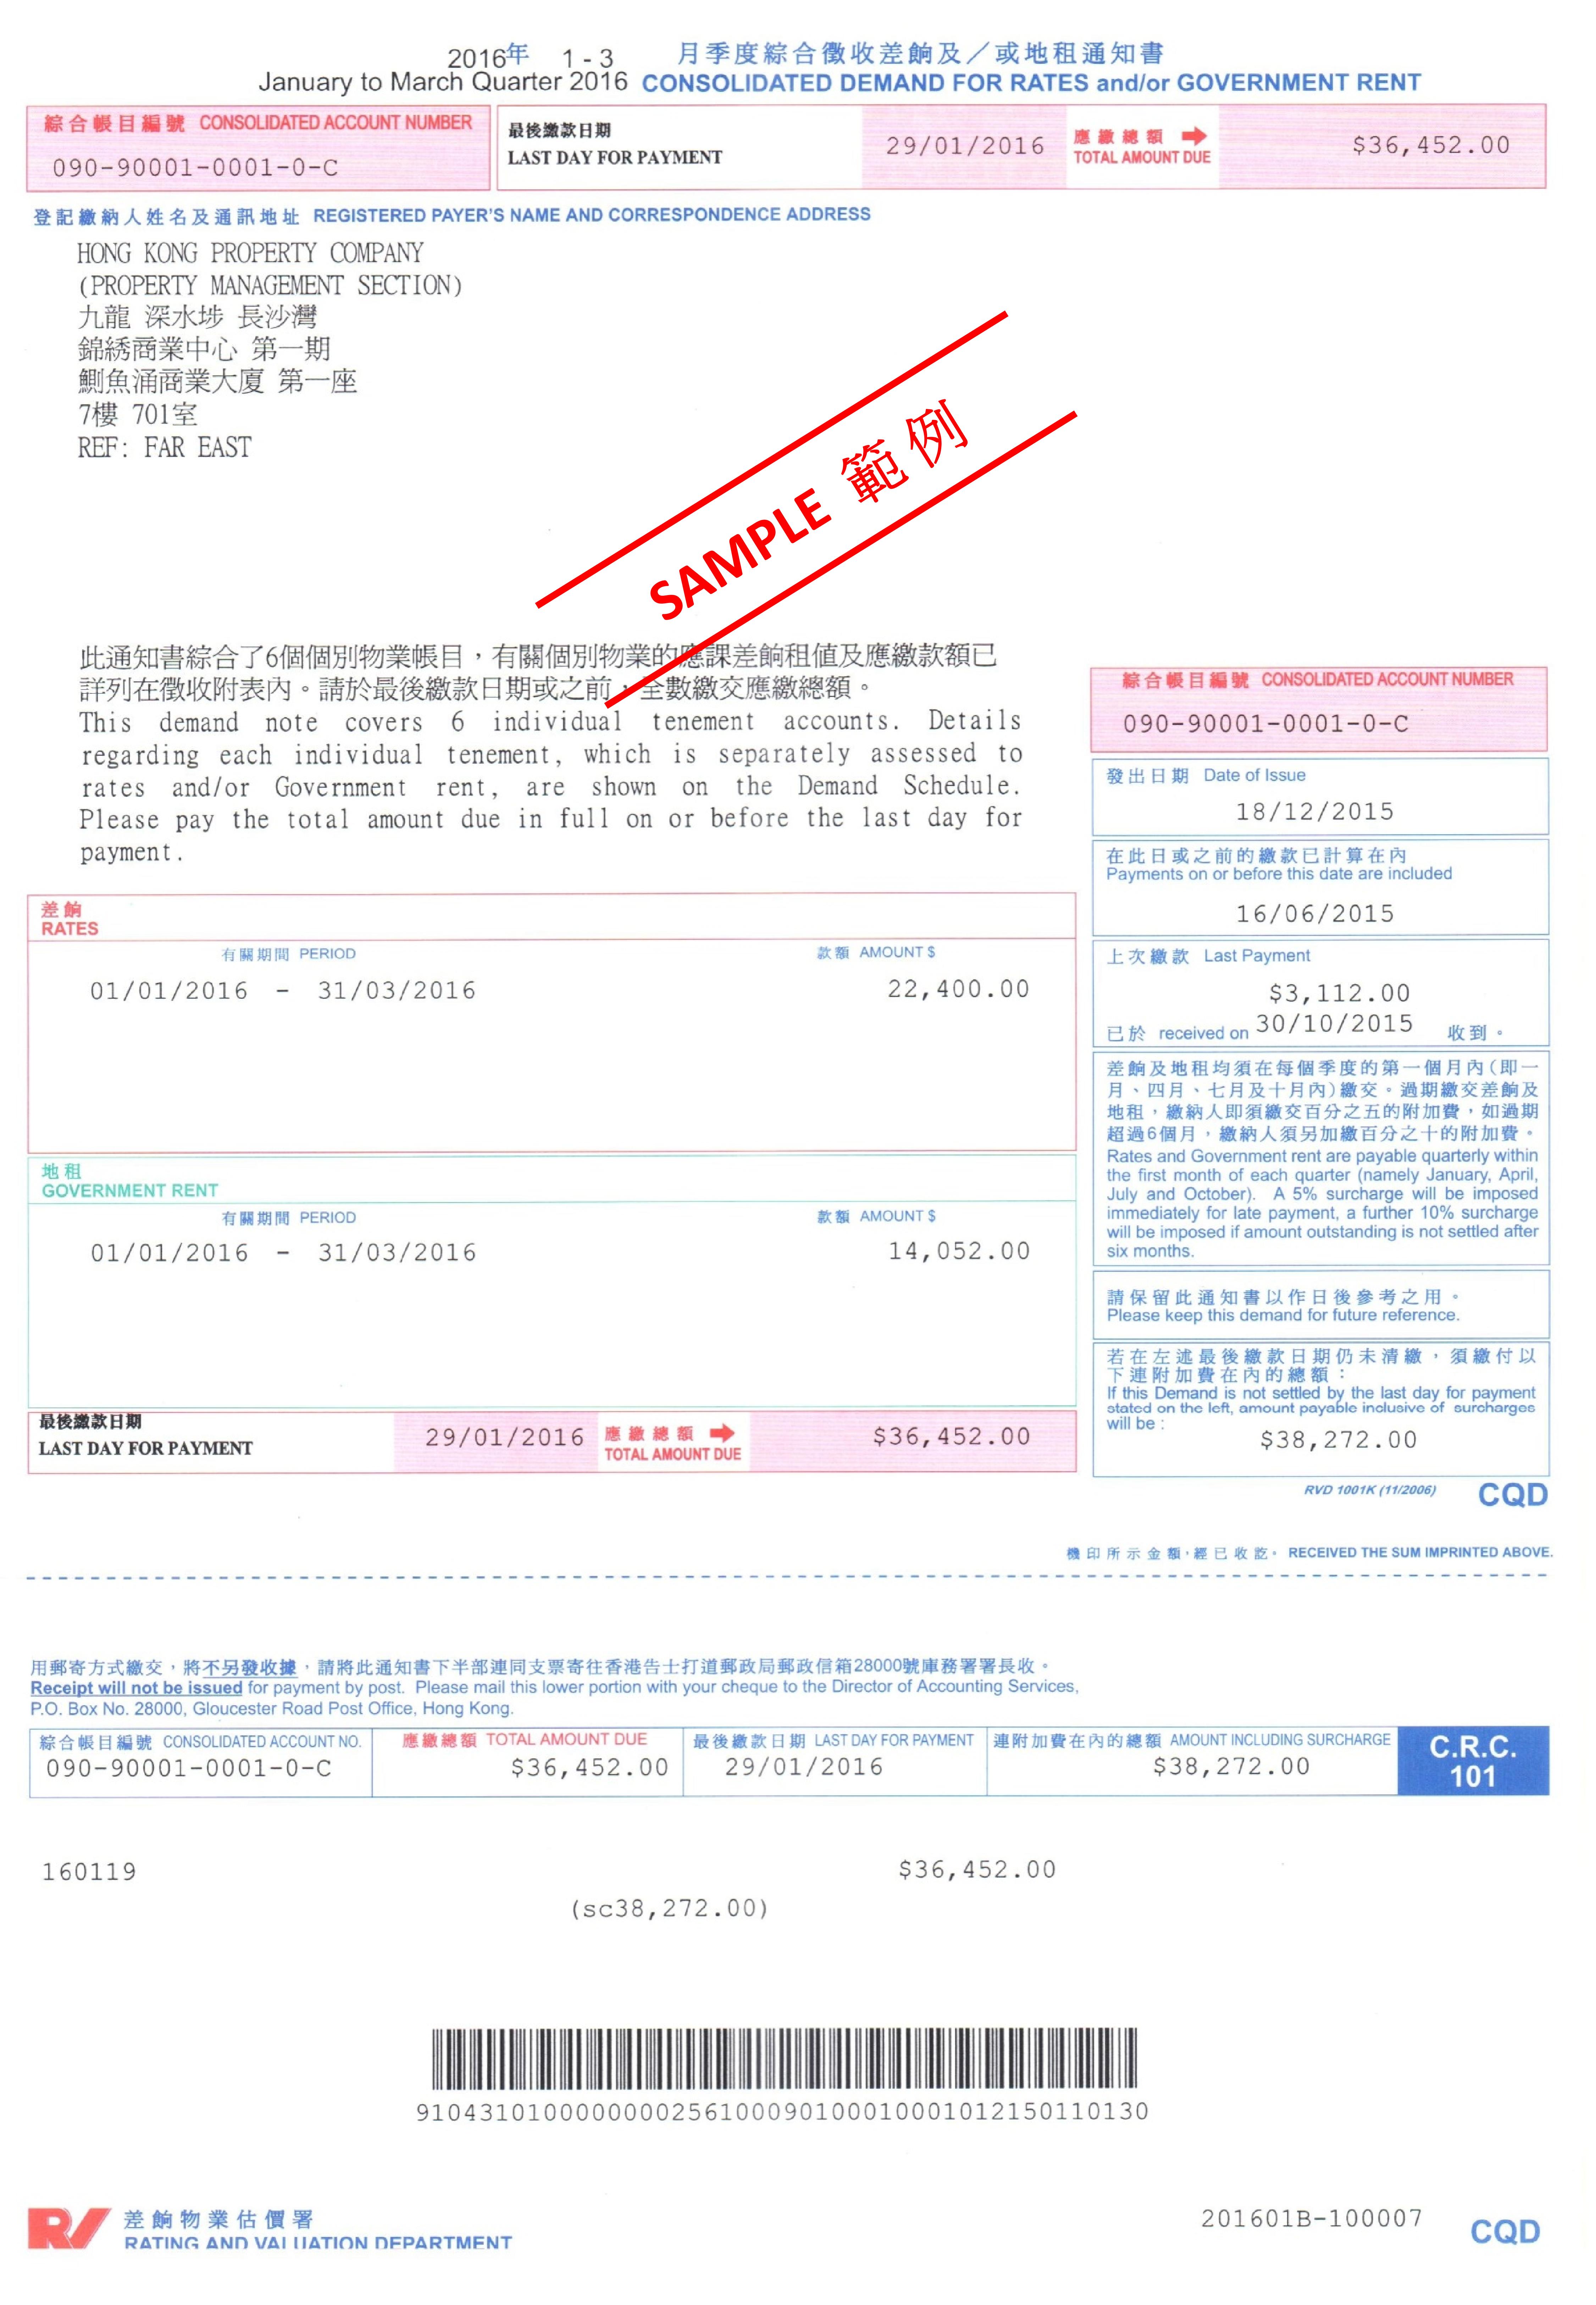 2016年 1 - 3 月季度綜合徵收差餉及／或地租通知書
January to March Quarter 2016 CONSOLIDATED DEMAND FOR RATES and/or GOVERNMENT RENT
綜合帳目編號 CONSOLIDATED ACCOUNT NUMBER
090-90001-0001-0-C
最後繳款日期
LAST DAY FOR PAYMENT
29/01/2016
應繳總額
TOTAL AMOUNT DUE
$36,452.00
登記繳納人姓名及通訊地址 REGISTERED PAYER'S NAME AND CORRESPONDENCE ADDRESS
HONG KONG PROPERTY COMPANY
(PROPERTY MANAGEMENT SECTION)
九龍 深水埗 長沙灣
錦綉商業中心 第一期
鰂魚涌商業大廈 第一座
7樓 701室
REF: FAR EAST
SAMPLE 範例
此通知書綜合了6個個別物業帳目，有關個別物業的應課差餉租值及應繳款額已
詳列在徵收附表內。請於最後繳款日期或之前，全數繳交應繳總額。
This demand note covers 6 individual tenement accounts. Details
regarding each individual tenement, which is separately assessed to
rates and/or Government rent, are shown on the Demand Schedule.
Please pay the total amount due in full on or before the last day for
payment.
差餉
RATES
有關期間 PERIOD 款額 AMOUNT $
01/01/2016 - 31/03/2016 22,400.00
地租
GOVERNMENT RENT
有關期間 PERIOD 款額 AMOUNT $
01/01/2016 - 31/03/2016 14,052.00
最後繳款日期
LAST DAY FOR PAYMENT
29/01/2016
應繳總額
TOTAL AMOUNT DUE
$36,452.00
綜合帳目編號 CONSOLIDATED ACCOUNT NUMBER
090-90001-0001-0-C
發出日期 Date of Issue
18/12/2015
在此日或之前的繳款已計算在內
Payments on or before this date are included
16/06/2015
上次繳款 Last Payment
$3,112.00
已於 received on 30/10/2015 收到。
差餉及地租均須在每個季度的第一個月內(即一
月、四月、七月及十月內)繳交。過期繳交差餉及
地租，繳納人即須繳交百分之五的附加費，如過期
超過6個月，繳納人須另加繳百分之十的附加費。
Rates and Government rent are payable quarterly within
the first month of each quarter (namely January, April,
July and October). A 5% surcharge will be imposed
immediately for late payment, a further 10% surcharge
will be imposed if amount outstanding is not settled after
six months.
請保留此通知書以作日後參考之用。
Please keep this demand for future reference.
若在左述最後繳款日期仍未清繳，須繳付以
下連附加費在內的總額：
If this Demand is not settled by the last day for payment
stated on the left, amount payable inclusive of surcharges
will be :
$38,272.00
RVD 1001K (11/2006) CQD
機印所示金額，經已收訖。 RECEIVED THE SUM IMPRINTED ABOVE.
用郵寄方式繳交，將不另發收據，請將此通知書下半部連同支票寄往香港告士打道郵政局郵政信箱28000號庫務署署長收。
Receipt will not be issued for payment by post. Please mail this lower portion with your cheque to the Director of Accounting Services,
P.O. Box No. 28000, Gloucester Road Post Office, Hong Kong.
綜合帳目編號 CONSOLIDATED ACCOUNT NO.
090-90001-0001-0-C
應繳總額 TOTAL AMOUNT DUE
$36,452.00
最後繳款日期 LAST DAY FOR PAYMENT
29/01/2016
連附加費在內的總額 AMOUNT INCLUDING SURCHARGE
$38,272.00
C.R.C.
101
160119 $36,452.00
(sc38,272.00)
910431010000000002561000901000100010121501​10130
差餉物業估價署
RATING AND VALUATION DEPARTMENT
201601B-100007 CQD